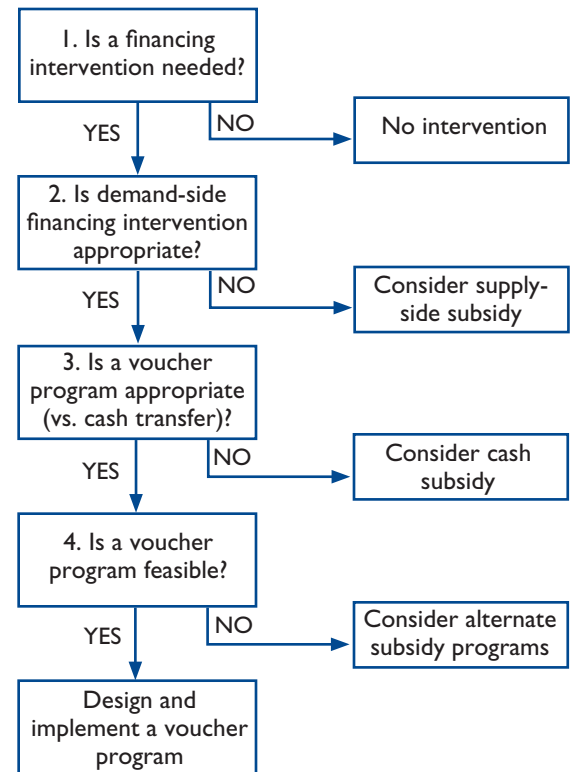 1. Is a financing
intervention needed?
YES
NO
No intervention
2. Is demand-side
financing intervention
appropriate?
YES
NO
Consider supply-
side subsidy
3. Is a voucher
program appropriate
(vs. cash transfer)?
YES
NO
Consider cash
subsidy
4. Is a voucher
program feasible?
YES
NO
Consider alternate
subsidy programs
Design and
implement a voucher
program